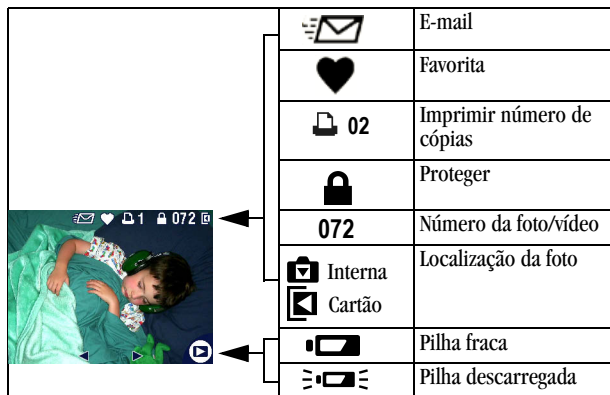 E-mail
Favorita
02 Imprimir número de
cópias
Proteger
1 072
072 Número da foto/vídeo
Interna Localização da foto
Cartão
Pilha fraca
Pilha descarregada